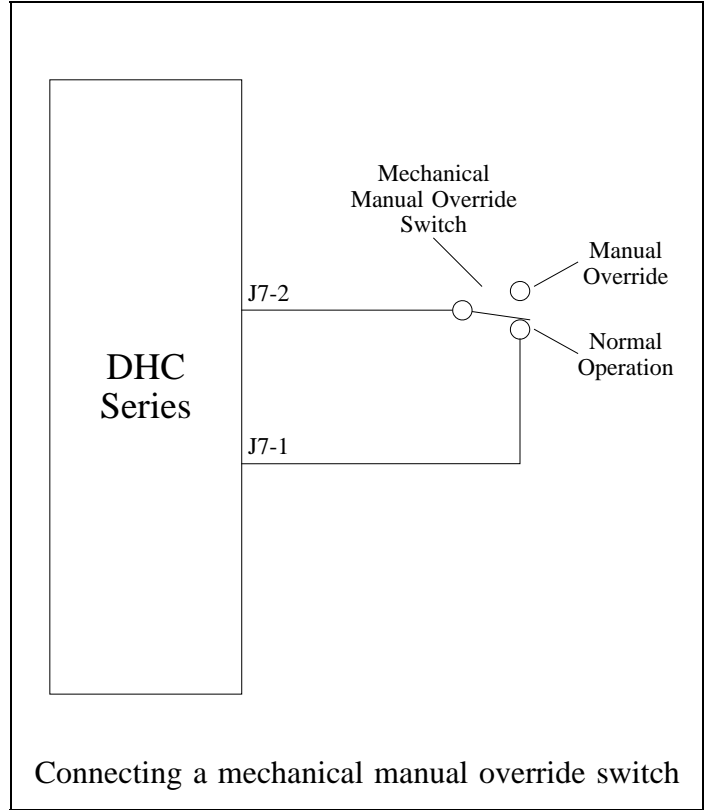 Mechanical
Manual Override
Switch
Manual
Override
J7-2
Normal
Operation
DHC
Series
J7-1
Connecting a mechanical manual override switch